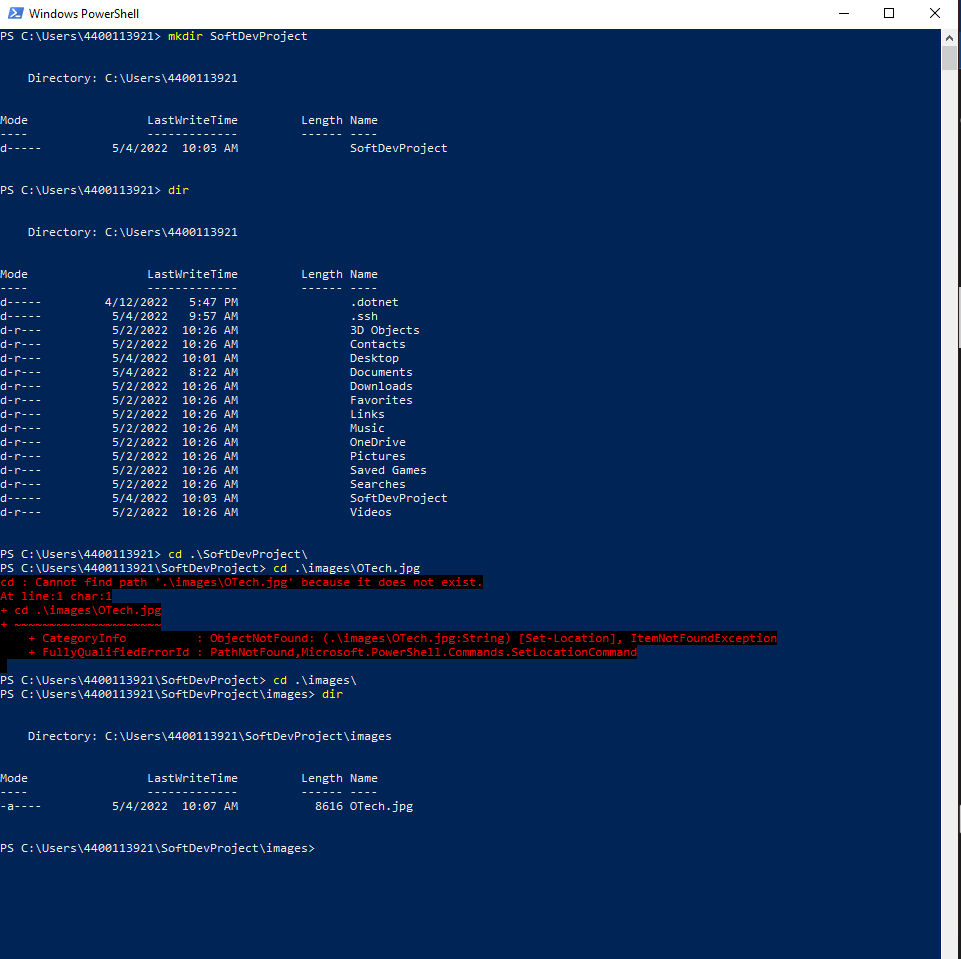 Windows PowerShell
PS C:\Users\4400113921> mkdir SoftDevProject
    Directory: C:\Users\4400113921
Mode                 LastWriteTime         Length Name
----                 -------------         ------ ----
d-----          5/4/2022  10:03 AM                SoftDevProject
PS C:\Users\4400113921> dir
    Directory: C:\Users\4400113921
Mode                 LastWriteTime         Length Name
----                 -------------         ------ ----
d-----         4/12/2022   5:47 PM                .dotnet
d-----          5/4/2022   9:57 AM                .ssh
d-r---          5/2/2022  10:26 AM                3D Objects
d-r---          5/2/2022  10:26 AM                Contacts
d-r---          5/4/2022  10:01 AM                Desktop
d-r---          5/4/2022   8:22 AM                Documents
d-r---          5/2/2022  10:26 AM                Downloads
d-r---          5/2/2022  10:26 AM                Favorites
d-r---          5/2/2022  10:26 AM                Links
d-r---          5/2/2022  10:26 AM                Music
d-r---          5/2/2022  10:26 AM                OneDrive
d-r---          5/2/2022  10:26 AM                Pictures
d-r---          5/2/2022  10:26 AM                Saved Games
d-r---          5/2/2022  10:26 AM                Searches
d-----          5/4/2022  10:03 AM                SoftDevProject
d-r---          5/2/2022  10:26 AM                Videos
PS C:\Users\4400113921> cd .\SoftDevProject\
PS C:\Users\4400113921\SoftDevProject> cd .\images\OTech.jpg
cd : Cannot find path '.\images\OTech.jpg' because it does not exist.
At line:1 char:1
+ cd .\images\OTech.jpg
+ ~~~~~~~~~~~~~~~~~~~~~
    + CategoryInfo          : ObjectNotFound: (.\images\OTech.jpg:String) [Set-Location], ItemNotFoundException
    + FullyQualifiedErrorId : PathNotFound,Microsoft.PowerShell.Commands.SetLocationCommand
PS C:\Users\4400113921\SoftDevProject> cd .\images\
PS C:\Users\4400113921\SoftDevProject\images> dir
    Directory: C:\Users\4400113921\SoftDevProject\images
Mode                 LastWriteTime         Length Name
----                 -------------         ------ ----
-a----          5/4/2022  10:07 AM           8616 OTech.jpg
PS C:\Users\4400113921\SoftDevProject\images>